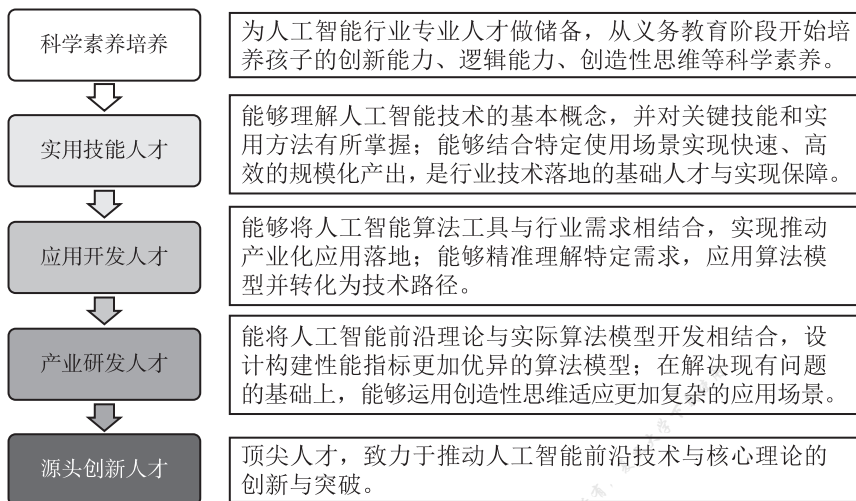 科学素养培养
为人工智能行业专业人才做储备，从义务教育阶段开始培
养孩子的创新能力、逻辑能力、创造性思维等科学素养。
实用技能人才
能够理解人工智能技术的基本概念，并对关键技能和实
用方法有所掌握；能够结合特定使用场景实现快速、高
效的规模化产出，是行业技术落地的基础人才与实现保障。
应用开发人才
能够将人工智能算法工具与行业需求相结合，实现推动
产业化应用落地；能够精准理解特定需求，应用算法模
型并转化为技术路径。
产业研发人才
能将人工智能前沿理论与实际算法模型开发相结合，设
计构建性能指标更加优异的算法模型；在解决现有问题
的基础上，能够运用创造性思维适应更加复杂的应用场景。
源头创新人才
顶尖人才，致力于推动人工智能前沿技术与核心理论的
创新与突破。